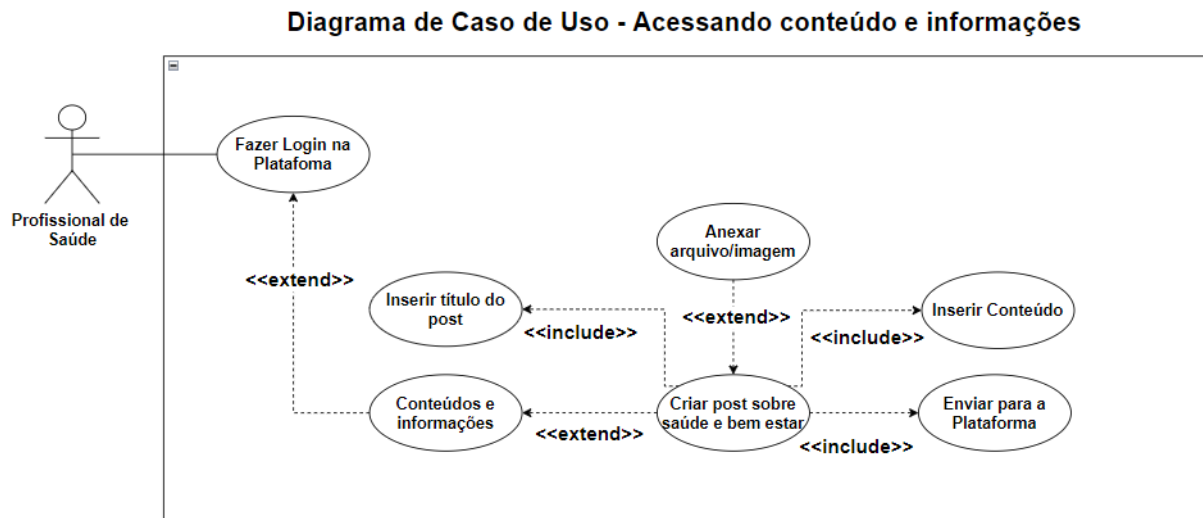 Diagrama de Caso de Uso - Acessando conteúdo e informações
Fazer Login na
Platafoma
Profissional de
Saúde
Anexar
arquivo/imagem
<<extend>>
Inserir título do
post
<<include>>
<<extend>>
<<include>>
Inserir Conteúdo
Conteúdos e
informações
<<extend>>
Criar post sobre
saúde e bem estar
<<include>>
Enviar para a
Plataforma